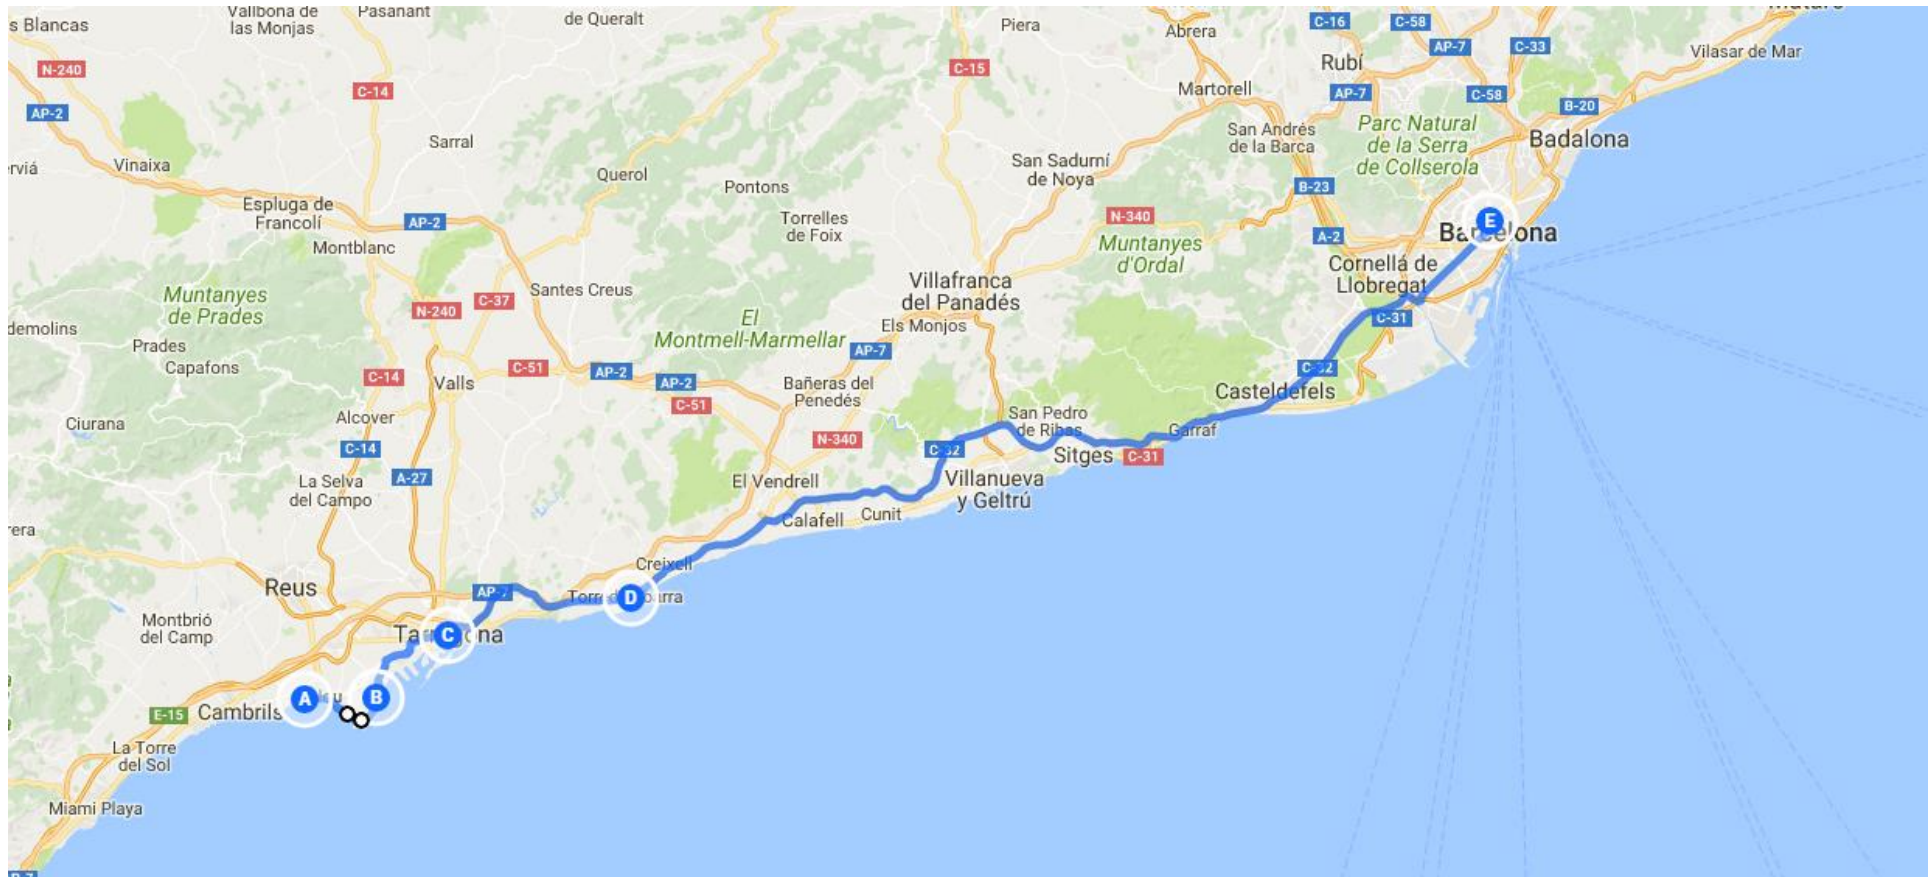 s Blancas
Vallbona de
las Monjas
Pasanant
de Queralt
Piera
Abrera
C-16
C-58
AP-7
C-33
Vilasar de Mar
N-240
C-14
C-15
Rubí
AP-2
Martorell
AP-7
C-58
B-20
Sarral
San Andrés
de la Barca
Parc Natural
de la Serra
de Collserola
Badalona
rviá
Vinaixa
Querol
Pontons
San Sadurní
de Noya
B-23
Espluga de
Francolí
AP-2
Torrelles
de Foix
N-340
A-2
E
Montblanc
Muntanyes
d'Ordal
Cornellá de
Llobregat
Muntanyes
de Prades
N-240
C-37
Santes Creus
Villafranca
del Panadés
C-31
demolins
El
Montmell-Marmellar
Els Monjos
Prades
Capafons
AP-7
C-14
Valls
C-51
AP-2
AP-2
C-32
Bañeras del
Penedés
Casteldefels
C-51
Ciurana
Alcover
San Pedro
de Ribas
Garraf
N-340
C-14
C-32
Sitges
C-31
La Selva
del Campo
A-27
El Vendrell
Villanueva
y Geltrú
rera
Calafell
Cunit
Creixell
Reus
AP-7
D
Montbrió
del Camp
C
A
B
E-15
Cambrils
La Torre
del Sol
Miami Playa